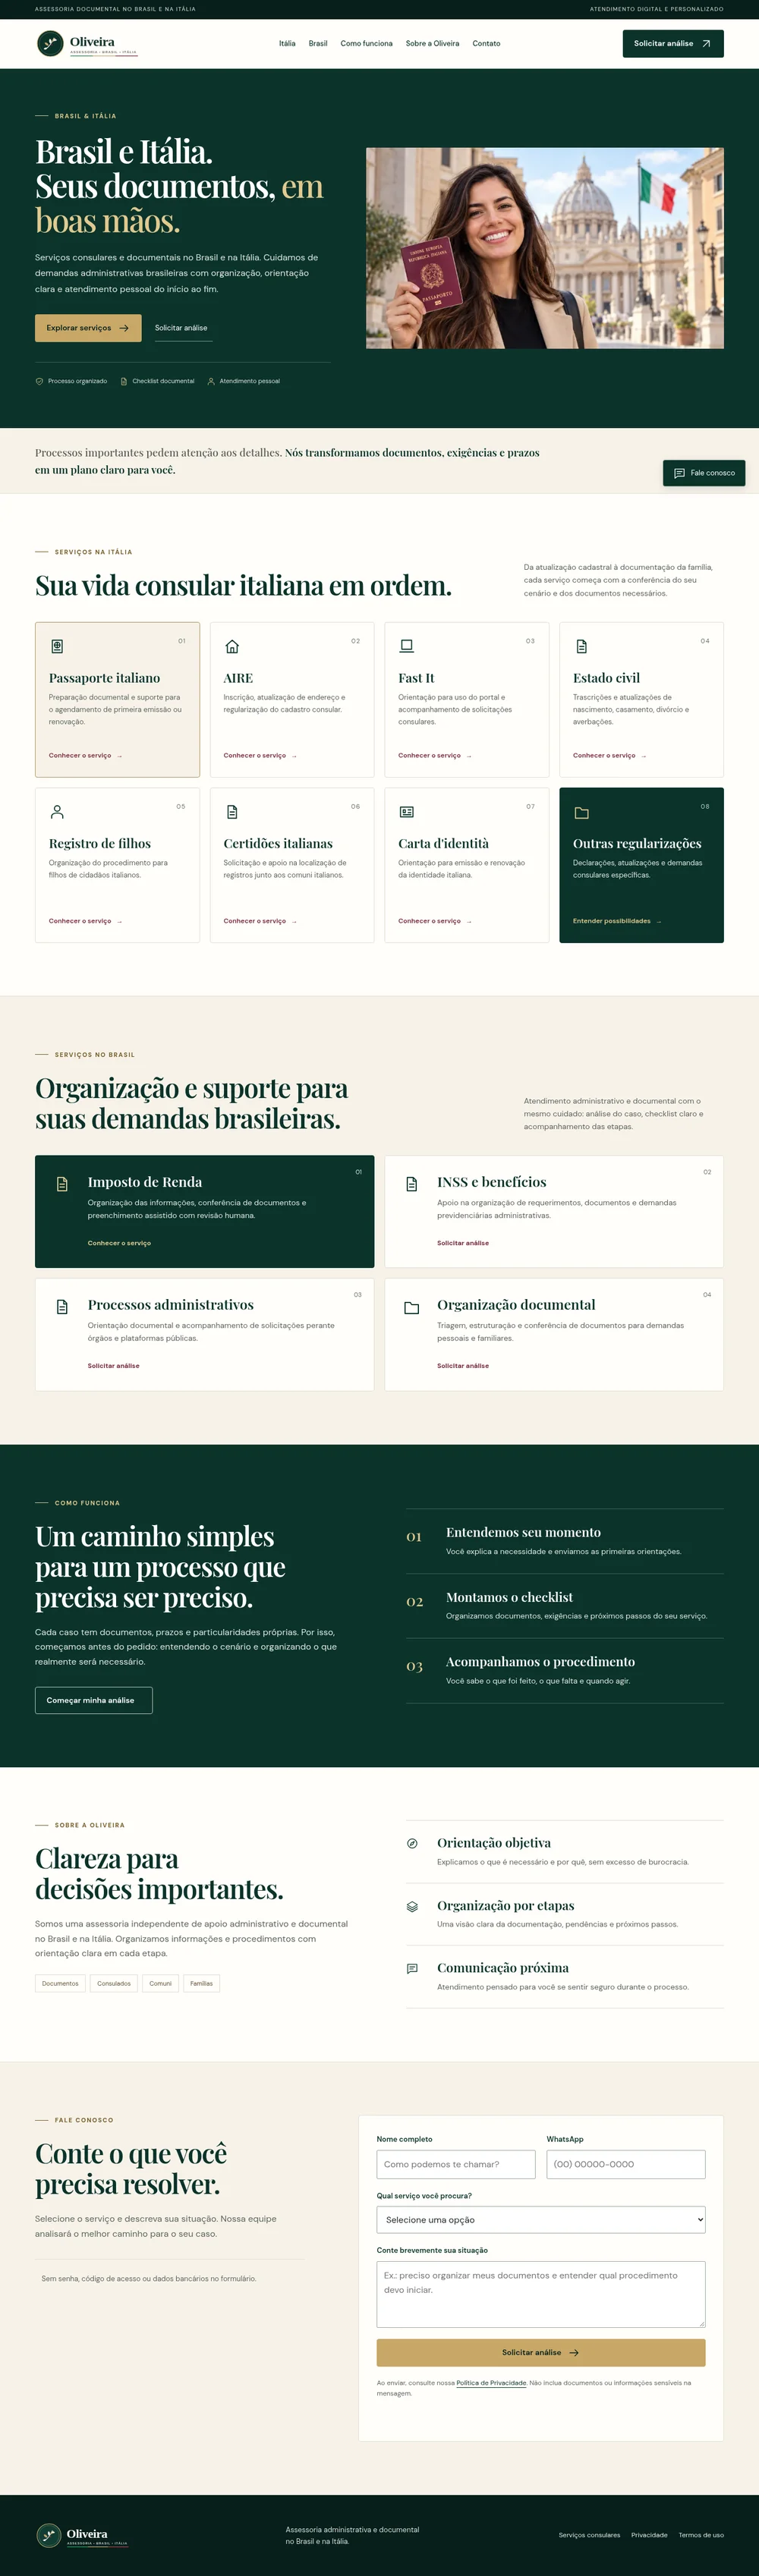 ASSESSORIA DOCUMENTAL NO BRASIL E NA ITÁLIA
ATENDIMENTO DIGITAL E PERSONALIZADO
Oliveira
ASSESSORIA • BRASIL • ITÁLIA
Itália
Brasil
Como funciona
Sobre a Oliveira
Contato
Solicitar análise
BRASIL & ITÁLIA
Brasil e Itália.
Seus documentos, em
boas mãos.
Serviços consulares e documentais no Brasil e na Itália. Cuidamos de
demandas administrativas brasileiras com organização, orientação
clara e atendimento pessoal do início ao fim.
Explorar serviços →
Solicitar análise
Processo organizado
Checklist documental
Atendimento pessoal
PASSAPORTO
Processos importantes pedem atenção aos detalhes. Nós transformamos documentos, exigências e prazos
em um plano claro para você.
Fale conosco
SERVIÇOS NA ITÁLIA
Sua vida consular italiana em ordem.
Da atualização cadastral à documentação da família,
cada serviço começa com a conferência do seu
cenário e dos documentos necessários.
01
Passaporte italiano
Preparação documental e suporte para
o agendamento de primeira emissão ou
renovação.
Conhecer o serviço →
02
AIRE
Inscrição, atualização de endereço e
regularização do cadastro consular.
Conhecer o serviço →
03
Fast It
Orientação para uso do portal e
acompanhamento de solicitações
consulares.
Conhecer o serviço →
04
Estado civil
Trascrições e atualizações de
nascimento, casamento, divórcio e
averbações.
Conhecer o serviço →
05
Registro de filhos
Organização do procedimento para
filhos de cidadãos italianos.
Conhecer o serviço →
06
Certidões italianas
Solicitação e apoio na localização de
registros junto aos comuni italianos.
Conhecer o serviço →
07
Carta d'identità
Orientação para emissão e renovação
da identidade italiana.
Conhecer o serviço →
08
Outras regularizações
Declarações, atualizações e demandas
consulares específicas.
Entender possibilidades →
SERVIÇOS NO BRASIL
Organização e suporte para
suas demandas brasileiras.
Atendimento administrativo e documental com o
mesmo cuidado: análise do caso, checklist claro e
acompanhamento das etapas.
01
Imposto de Renda
Organização das informações, conferência de documentos e
preenchimento assistido com revisão humana.
Conhecer o serviço
02
INSS e benefícios
Apoio na organização de requerimentos, documentos e demandas
previdenciárias administrativas.
Solicitar análise
03
Processos administrativos
Orientação documental e acompanhamento de solicitações perante
órgãos e plataformas públicas.
Solicitar análise
04
Organização documental
Triagem, estruturação e conferência de documentos para demandas
pessoais e familiares.
Solicitar análise
COMO FUNCIONA
Um caminho simples
para um processo que
precisa ser preciso.
Cada caso tem documentos, prazos e particularidades próprias. Por isso,
começamos antes do pedido: entendendo o cenário e organizando o que
realmente será necessário.
Começar minha análise
01
Entendemos seu momento
Você explica a necessidade e enviamos as primeiras orientações.
02
Montamos o checklist
Organizamos documentos, exigências e próximos passos do seu serviço.
03
Acompanhamos o procedimento
Você sabe o que foi feito, o que falta e quando agir.
SOBRE A OLIVEIRA
Clareza para
decisões importantes.
Somos uma assessoria independente de apoio administrativo e documental
no Brasil e na Itália. Organizamos informações e procedimentos com
orientação clara em cada etapa.
Documentos
Consulados
Comuni
Famílias
Orientação objetiva
Explicamos o que é necessário e por quê, sem excesso de burocracia.
Organização por etapas
Uma visão clara da documentação, pendências e próximos passos.
Comunicação próxima
Atendimento pensado para você se sentir seguro durante o processo.
FALE CONOSCO
Conte o que você
precisa resolver.
Selecione o serviço e descreva sua situação. Nossa equipe
analisará o melhor caminho para o seu caso.
Sem senha, código de acesso ou dados bancários no formulário.
Nome completo
Como podemos te chamar?
WhatsApp
(00) 00000-0000
Qual serviço você procura?
Selecione uma opção
Conte brevemente sua situação
Ex.: preciso organizar meus documentos e entender qual procedimento
devo iniciar.
Solicitar análise →
Ao enviar, consulte nossa Política de Privacidade. Não inclua documentos ou informações sensíveis na
mensagem.
Oliveira
ASSESSORIA • BRASIL • ITÁLIA
Assessoria administrativa e documental
no Brasil e na Itália.
Serviços consulares
Privacidade
Termos de uso